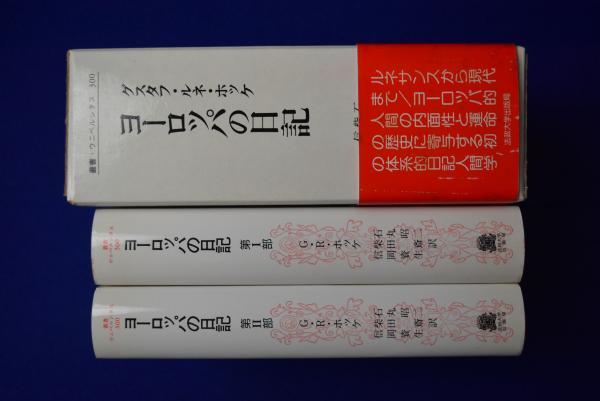 叢書・ウニベルシタス 300
グスタフ・ルネ・ホッケ
ヨーロッパの日記
ルネサンスから現代
まで/ヨーロッパ的
人間の内面性と運命
の歴史に寄与する初
の体系的日記人間学/
法政大学出版局
ヨーロッパの日記 第Ⅰ部
G・R・ホッケ
石丸昭二
柴田斎
信岡資生
訳
ヨーロッパの日記 第Ⅱ部
G・R・ホッケ
石丸昭二
柴田斎
信岡資生
訳